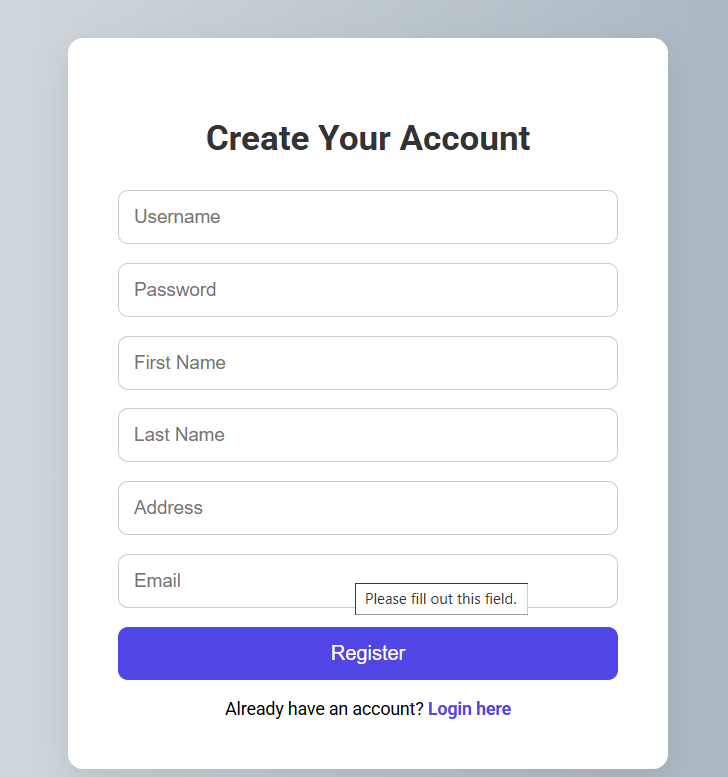 Create Your Account
Username
Password
First Name
Last Name
Address
Email
Please fill out this field.
Register
Already have an account? Login here